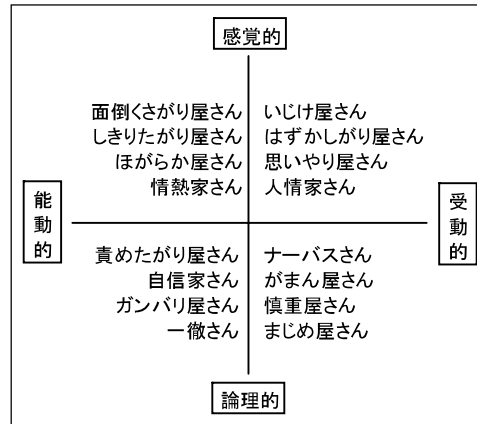 感覚的
面倒くさがり屋さん
しきりたがり屋さん
ほがらか屋さん
情熱家さん
いじけ屋さん
はずかしがり屋さん
思いやり屋さん
人情家さん
能動的
受動的
責めたがり屋さん
自信家さん
ガンバリ屋さん
一徹さん
ナーバスさん
がまん屋さん
慎重屋さん
まじめ屋さん
論理的